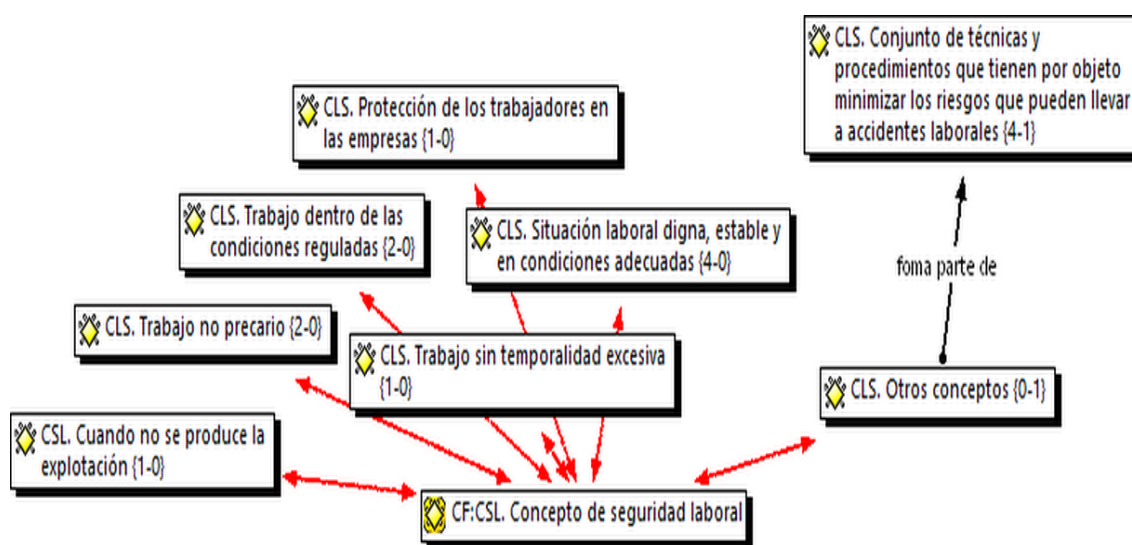 CLS. Conjunto de técnicas y
procedimientos que tienen por objeto
minimizar los riesgos que pueden llevar
a accidentes laborales {4-1}
CLS. Protección de los trabajadores en
las empresas {1-0}
CLS. Trabajo dentro de las
condiciones reguladas {2-0}
CLS. Situación laboral digna, estable y
en condiciones adecuadas {4-0}
foma parte de
CLS. Trabajo no precario {2-0}
CLS. Trabajo sin temporalidad excesiva
{1-0}
CLS. Otros conceptos {0-1}
CSL. Cuando no se produce la
explotación {1-0}
CF:CSL. Concepto de seguridad laboral